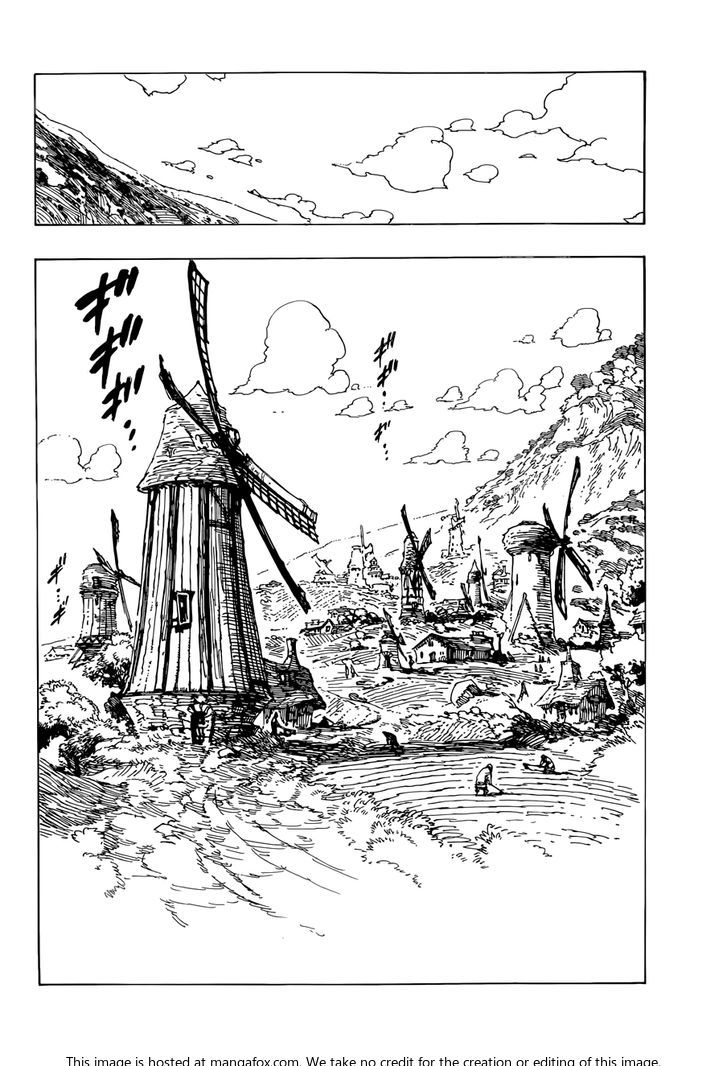 ギギギ…
ギギ…
ギ…
ギ…ギ…
This image is hosted at mangafox.com. We take no credit for the creation or editing of this image.